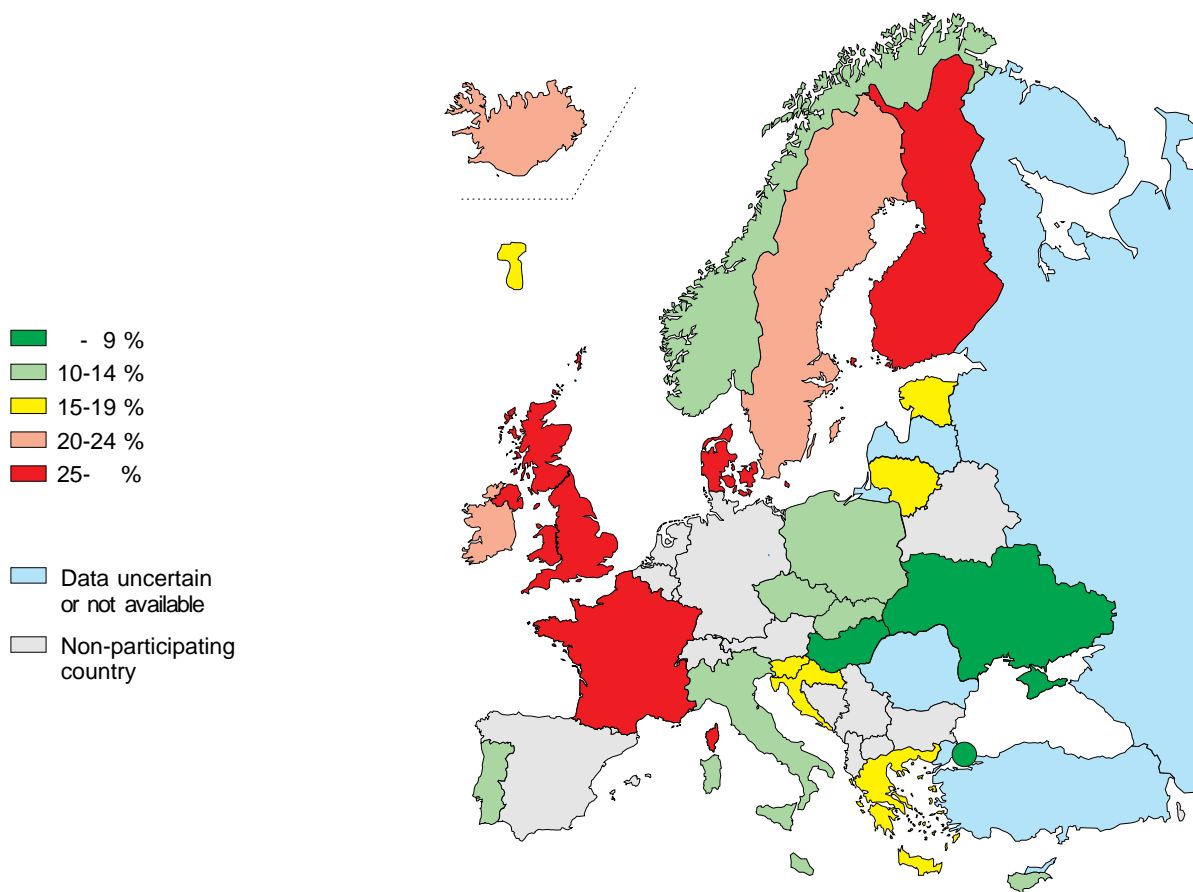 - 9 %
10-14 %
15-19 %
20-24 %
25- %
Data uncertain
or not available
Non-participating
country